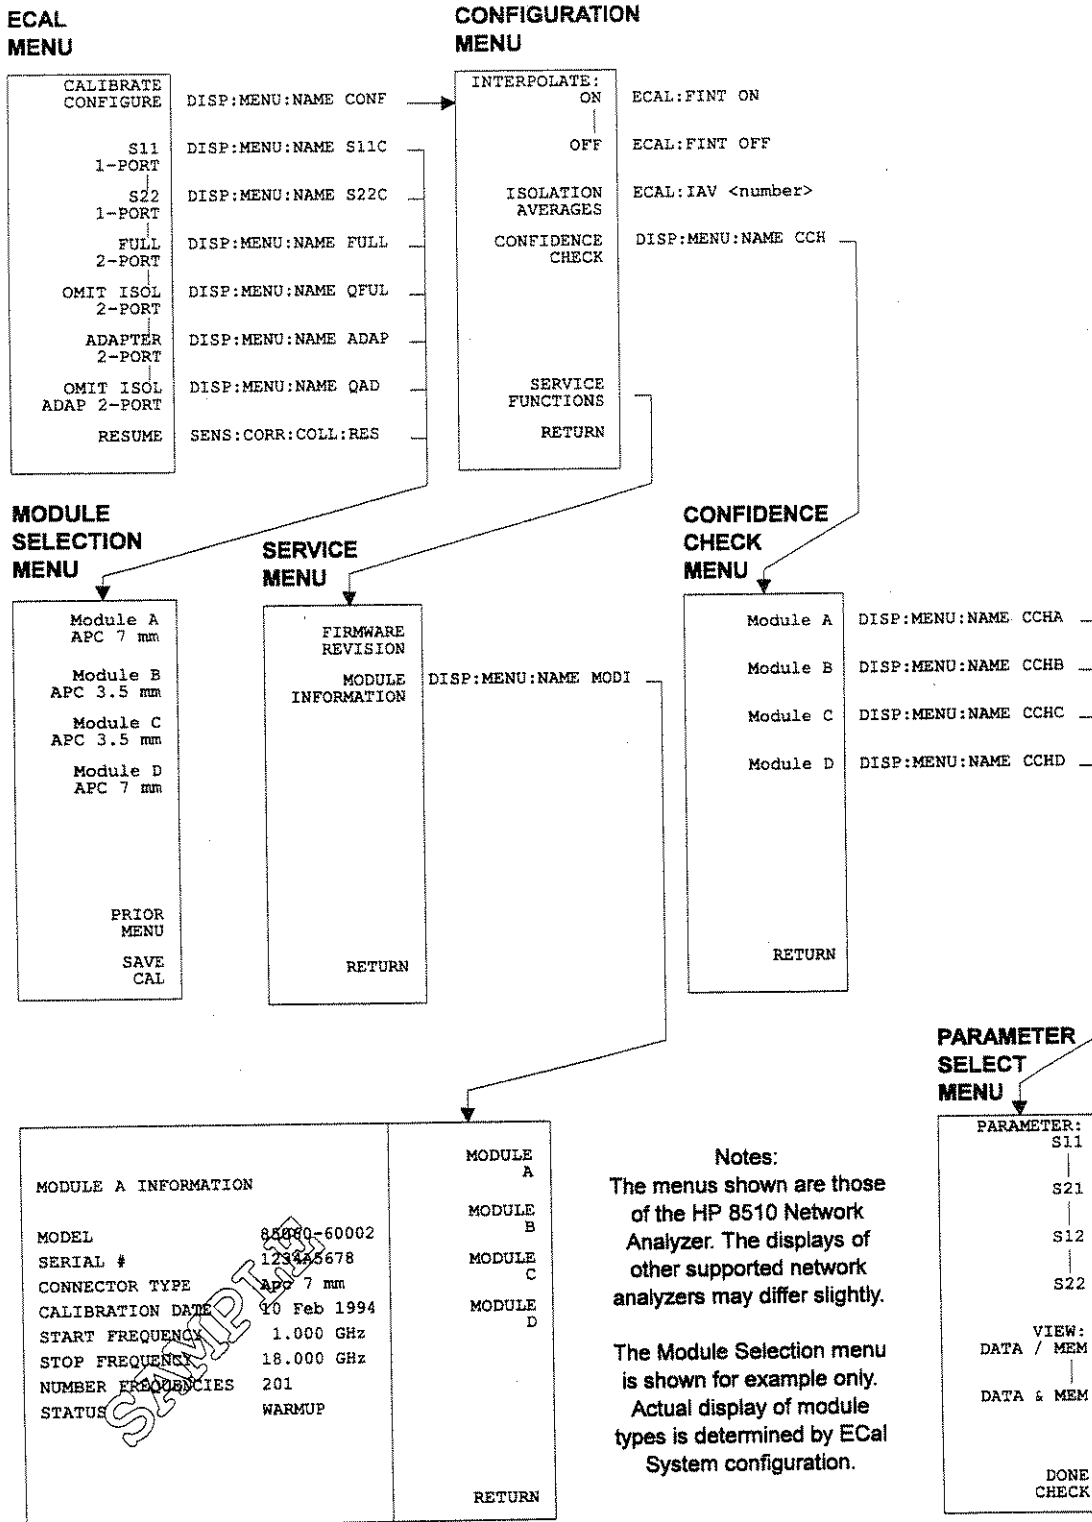 ECAL
MENU
CALIBRATE
CONFIGURE
DISP:MENU:NAME CONF
S11
1-PORT
DISP:MENU:NAME S11C
S22
1-PORT
DISP:MENU:NAME S22C
FULL
2-PORT
DISP:MENU:NAME FULL
OMIT ISOL
2-PORT
DISP:MENU:NAME QFUL
ADAPTER
2-PORT
DISP:MENU:NAME ADAP
OMIT ISOL
ADAP 2-PORT
DISP:MENU:NAME QAD
RESUME
SENS:CORR:COLL:RES
CONFIGURATION
MENU
INTERPOLATE:
ON
ECAL:FINT ON
OFF
ECAL:FINT OFF
ISOLATION
AVERAGES
ECAL:IAV <number>
CONFIDENCE
CHECK
DISP:MENU:NAME CCH
SERVICE
FUNCTIONS
RETURN
MODULE
SELECTION
MENU
Module A
APC 7 mm
Module B
APC 3.5 mm
Module C
APC 3.5 mm
Module D
APC 7 mm
PRIOR
MENU
SAVE
CAL
SERVICE
MENU
FIRMWARE
REVISION
MODULE
INFORMATION
DISP:MENU:NAME MODI
RETURN
CONFIDENCE
CHECK
MENU
Module A
DISP:MENU:NAME CCHA
Module B
DISP:MENU:NAME CCHB
Module C
DISP:MENU:NAME CCHC
Module D
DISP:MENU:NAME CCHD
RETURN
MODULE A INFORMATION
MODEL 85060-60002
SERIAL # 1234A5678
CONNECTOR TYPE Apc 7 mm
CALIBRATION DATE 10 Feb 1994
START FREQUENCY 1.000 GHz
STOP FREQUENCY 18.000 GHz
NUMBER FREQUENCIES 201
STATUS WARMUP
SAMPLE
MODULE
A
MODULE
B
MODULE
C
MODULE
D
RETURN
Notes:
The menus shown are those
of the HP 8510 Network
Analyzer. The displays of
other supported network
analyzers may differ slightly.
The Module Selection menu
is shown for example only.
Actual display of module
types is determined by ECal
System configuration.
PARAMETER
SELECT
MENU
PARAMETER:
S11
S21
S12
S22
VIEW:
DATA / MEM
DATA & MEM
DONE
CHECK